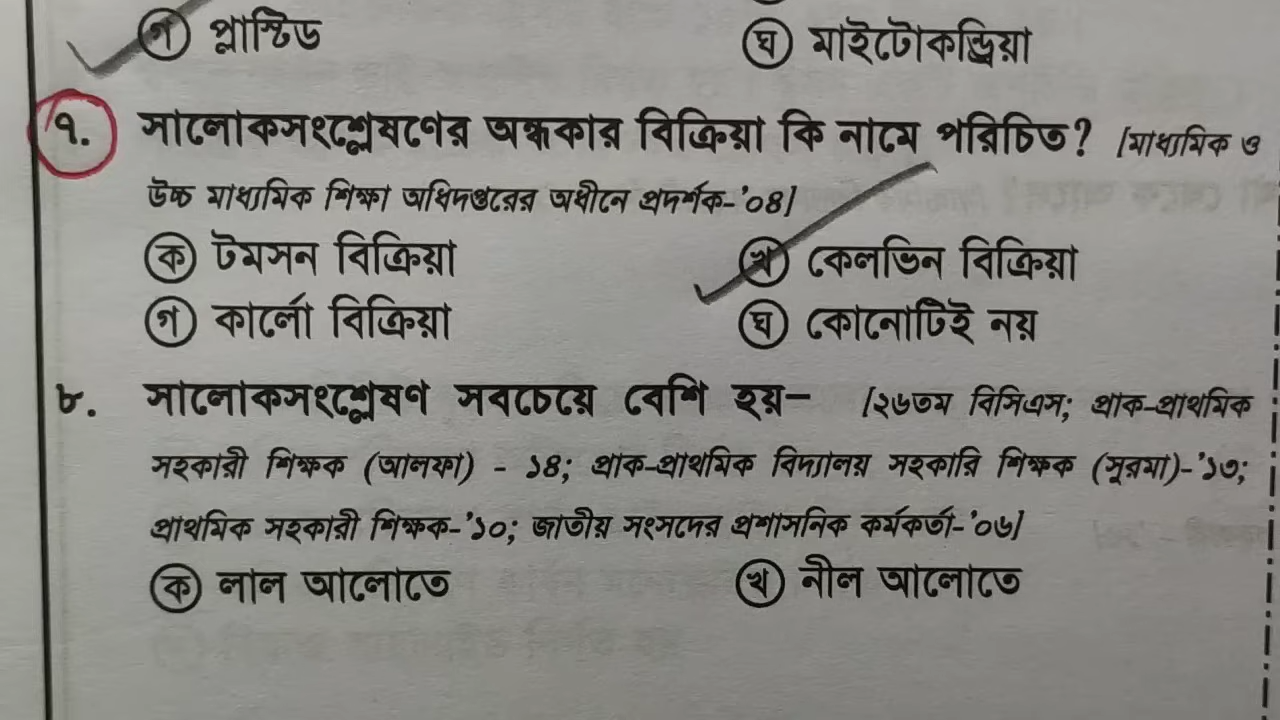 গ প্লাস্টিড ঘ মাইটোকন্ড্রিয়া
৭. সালোকসংশ্লেষণের অন্ধকার বিক্রিয়া কি নামে পরিচিত? [মাধ্যমিক ও
উচ্চ মাধ্যমিক শিক্ষা অধিদপ্তরের অধীনে প্রদর্শক-'০৪]
ক টমসন বিক্রিয়া খ কেলভিন বিক্রিয়া
গ কার্লো বিক্রিয়া ঘ কোনোটিই নয়
৮. সালোকসংশ্লেষণ সবচেয়ে বেশি হয়- [২৬তম বিসিএস; প্রাক-প্রাথমিক
সহকারী শিক্ষক (আলফা) - ১৪; প্রাক-প্রাথমিক বিদ্যালয় সহকারি শিক্ষক (সুরমা)-'১৩;
প্রাথমিক সহকারী শিক্ষক-'১০; জাতীয় সংসদের প্রশাসনিক কর্মকর্তা-'০৬]
ক লাল আলোতে খ নীল আলোতে